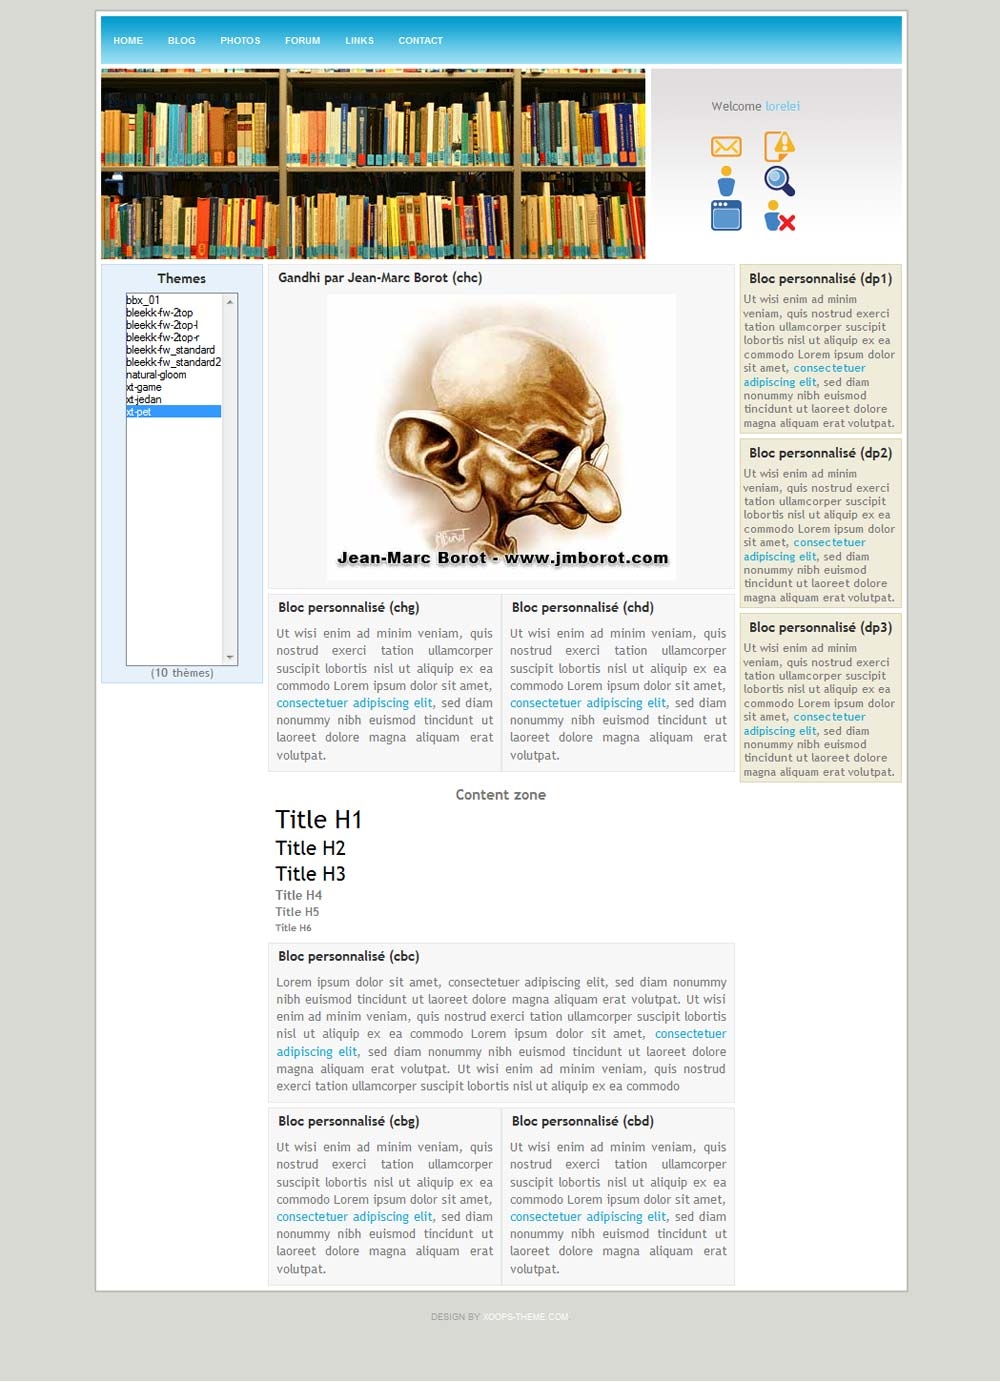 HOME BLOG PHOTOS FORUM LINKS CONTACT
Welcome lorelei
Themes
bbx_01
bleekk-fw-2top
bleekk-fw-2top-l
bleekk-fw-2top-r
bleekk-fw_standard
bleekk-fw_standard2
natural-gloom
xt-game
xt-jedan
xt-pet
(10 thèmes)
Gandhi par Jean-Marc Borot (chc)
Jean-Marc Borot - www.jmborot.com
Bloc personnalisé (chg)
Ut wisi enim ad minim veniam, quis
nostrud exerci tation ullamcorper
suscipit lobortis nisl ut aliquip ex ea
commodo Lorem ipsum dolor sit amet,
consectetuer adipiscing elit, sed diam
nonummy nibh euismod tincidunt ut
laoreet dolore magna aliquam erat
volutpat.
Bloc personnalisé (chd)
Ut wisi enim ad minim veniam, quis
nostrud exerci tation ullamcorper
suscipit lobortis nisl ut aliquip ex ea
commodo Lorem ipsum dolor sit amet,
consectetuer adipiscing elit, sed diam
nonummy nibh euismod tincidunt ut
laoreet dolore magna aliquam erat
volutpat.
Content zone
Title H1
Title H2
Title H3
Title H4
Title H5
Title H6
Bloc personnalisé (cbc)
Lorem ipsum dolor sit amet, consectetuer adipiscing elit, sed diam nonummy
nibh euismod tincidunt ut laoreet dolore magna aliquam erat volutpat. Ut wisi
enim ad minim veniam, quis nostrud exerci tation ullamcorper suscipit lobortis
nisl ut aliquip ex ea commodo Lorem ipsum dolor sit amet, consectetuer
adipiscing elit, sed diam nonummy nibh euismod tincidunt ut laoreet dolore
magna aliquam erat volutpat. Ut wisi enim ad minim veniam, quis nostrud
exerci tation ullamcorper suscipit lobortis nisl ut aliquip ex ea commodo
Bloc personnalisé (cbg)
Ut wisi enim ad minim veniam, quis
nostrud exerci tation ullamcorper
suscipit lobortis nisl ut aliquip ex ea
commodo Lorem ipsum dolor sit amet,
consectetuer adipiscing elit, sed diam
nonummy nibh euismod tincidunt ut
laoreet dolore magna aliquam erat
volutpat.
Bloc personnalisé (cbd)
Ut wisi enim ad minim veniam, quis
nostrud exerci tation ullamcorper
suscipit lobortis nisl ut aliquip ex ea
commodo Lorem ipsum dolor sit amet,
consectetuer adipiscing elit, sed diam
nonummy nibh euismod tincidunt ut
laoreet dolore magna aliquam erat
volutpat.
Bloc personnalisé (dp1)
Ut wisi enim ad minim
veniam, quis nostrud exerci
tation ullamcorper suscipit
lobortis nisl ut aliquip ex ea
commodo Lorem ipsum dolor
sit amet, consectetuer
adipiscing elit, sed diam
nonummy nibh euismod
tincidunt ut laoreet dolore
magna aliquam erat volutpat.
Bloc personnalisé (dp2)
Ut wisi enim ad minim
veniam, quis nostrud exerci
tation ullamcorper suscipit
lobortis nisl ut aliquip ex ea
commodo Lorem ipsum dolor
sit amet, consectetuer
adipiscing elit, sed diam
nonummy nibh euismod
tincidunt ut laoreet dolore
magna aliquam erat volutpat.
Bloc personnalisé (dp3)
Ut wisi enim ad minim
veniam, quis nostrud exerci
tation ullamcorper suscipit
lobortis nisl ut aliquip ex ea
commodo Lorem ipsum dolor
sit amet, consectetuer
adipiscing elit, sed diam
nonummy nibh euismod
tincidunt ut laoreet dolore
magna aliquam erat volutpat.
DESIGN BY XOOPS-THEME.COM